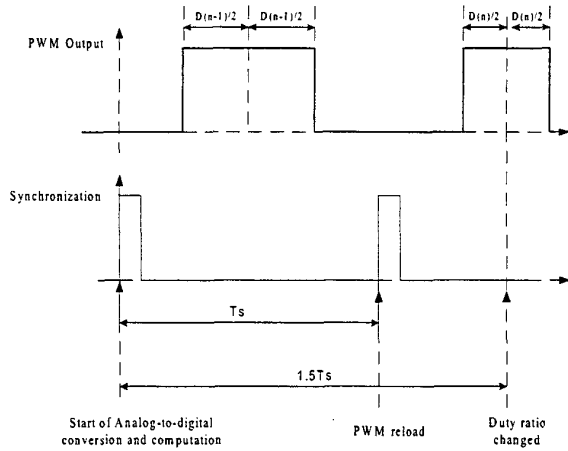 D(n-1)/2 D(n-1)/2 D(n)/2 D(n)/2
PWM Output
Synchronization
Ts
1.5Ts
Start of Analog-to-digital
conversion and computation
PWM reload
Duty ratio
changed